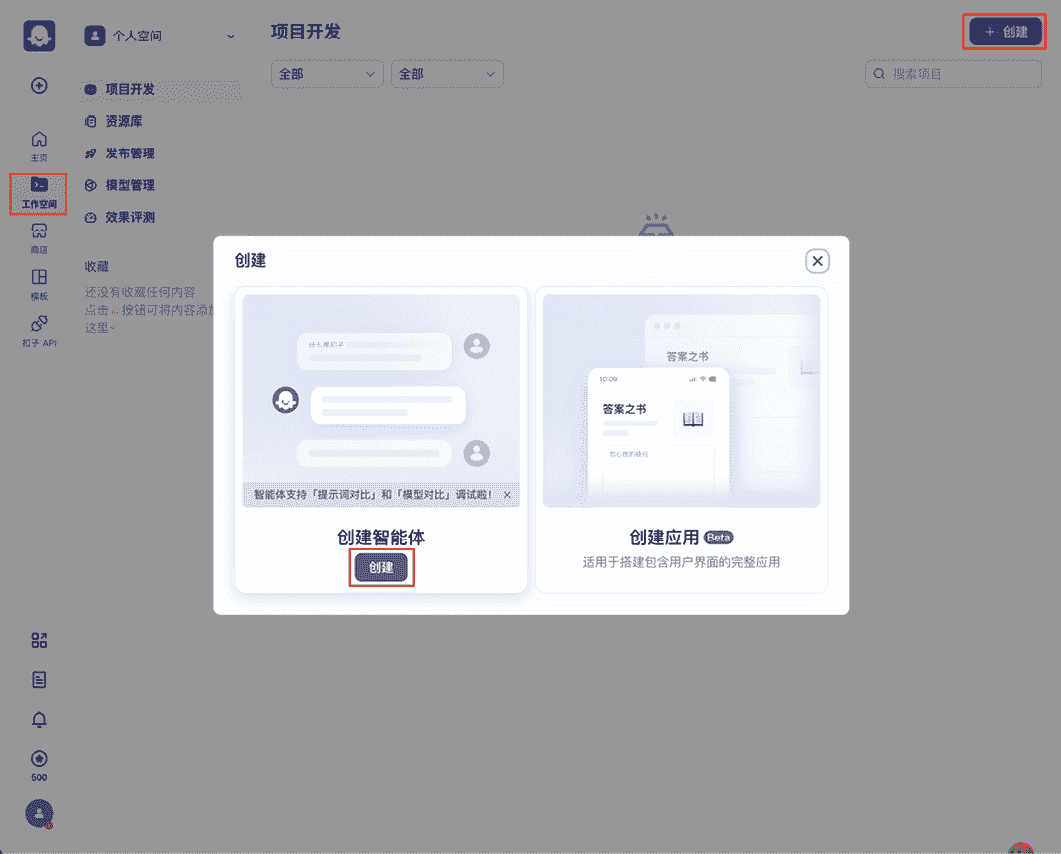 个人空间
项目开发
创建
全部
全部
搜索项目
项目开发
资源库
发布管理
模型管理
效果评测
主页
工作空间
商店
模板
扣子 API
收藏
还没有收藏任何内容
点击..按钮可将内容添加
这里~
创建
什么是扣子
智能体支持「提示词对比」和「模型对比」调试啦!
创建智能体
创建
答案之书
10:09
答案之书
你心底的疑问
创建应用 Beta
适用于搭建包含用户界面的完整应用
500